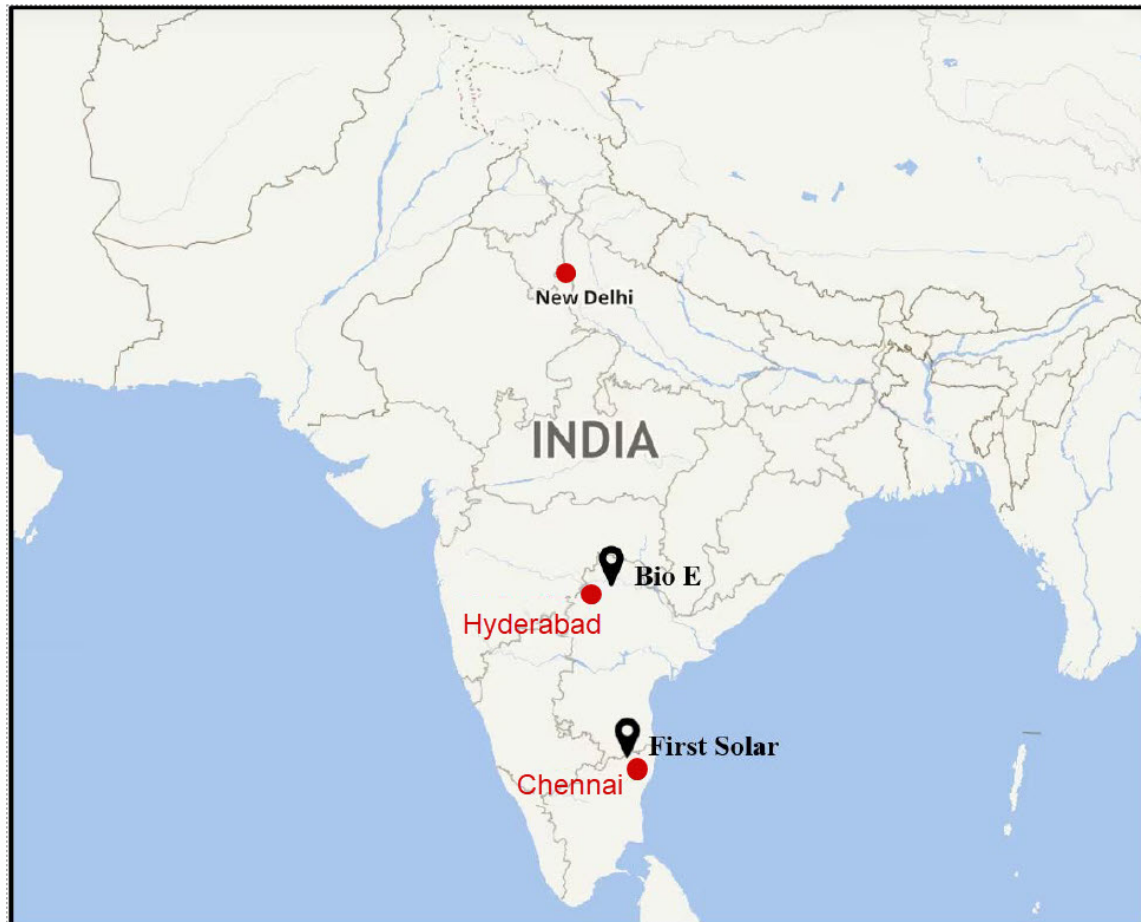 New Delhi
INDIA
Bio E
Hyderabad
First Solar
Chennai